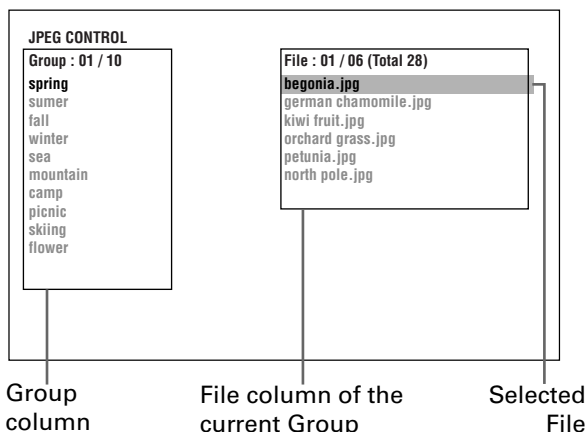 JPEG CONTROL
Group : 01 / 10
spring
sumer
fall
winter
sea
mountain
camp
picnic
skiing
flower
File : 01 / 06 (Total 28)
begonia.jpg
german chamomile.jpg
kiwi fruit.jpg
orchard grass.jpg
petunia.jpg
north pole.jpg
Group
column
File column of the
current Group
Selected
File